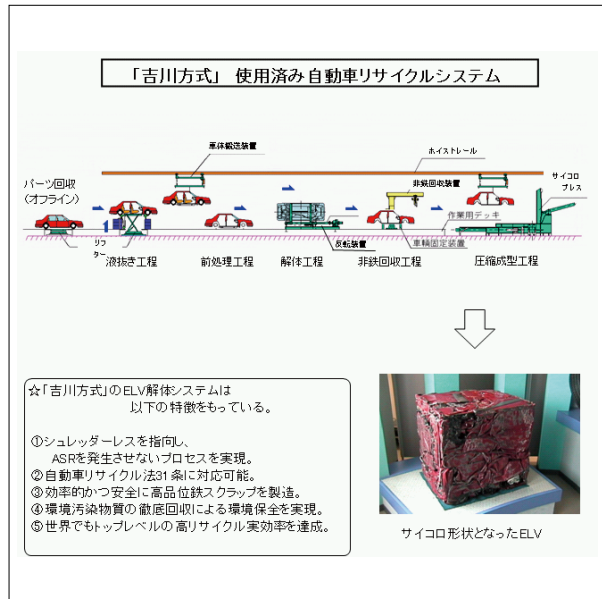 「吉川方式」 使用済み自動車リサイクルシステム
車体搬送装置
ホイストレール
非鉄回収装置
サイコロ
プレス
パーツ回収
(オフライン)
作業用デッキ
リフ
ター
反転装置
車輪固定装置
液抜き工程
前処理工程
解体工程
非鉄回収工程
圧縮成型工程
☆「吉川方式」のELV解体システムは
以下の特徴をもっている。
①シュレッダーレスを指向し、
ASRを発生させないプロセスを実現。
②自動車リサイクル法31条に対応可能。
③効率的かつ安全に高品位鉄スクラップを製造。
④環境汚染物質の徹底回収による環境保全を実現。
⑤世界でもトップレベルの高リサイクル実効率を達成。
サイコロ形状となったELV